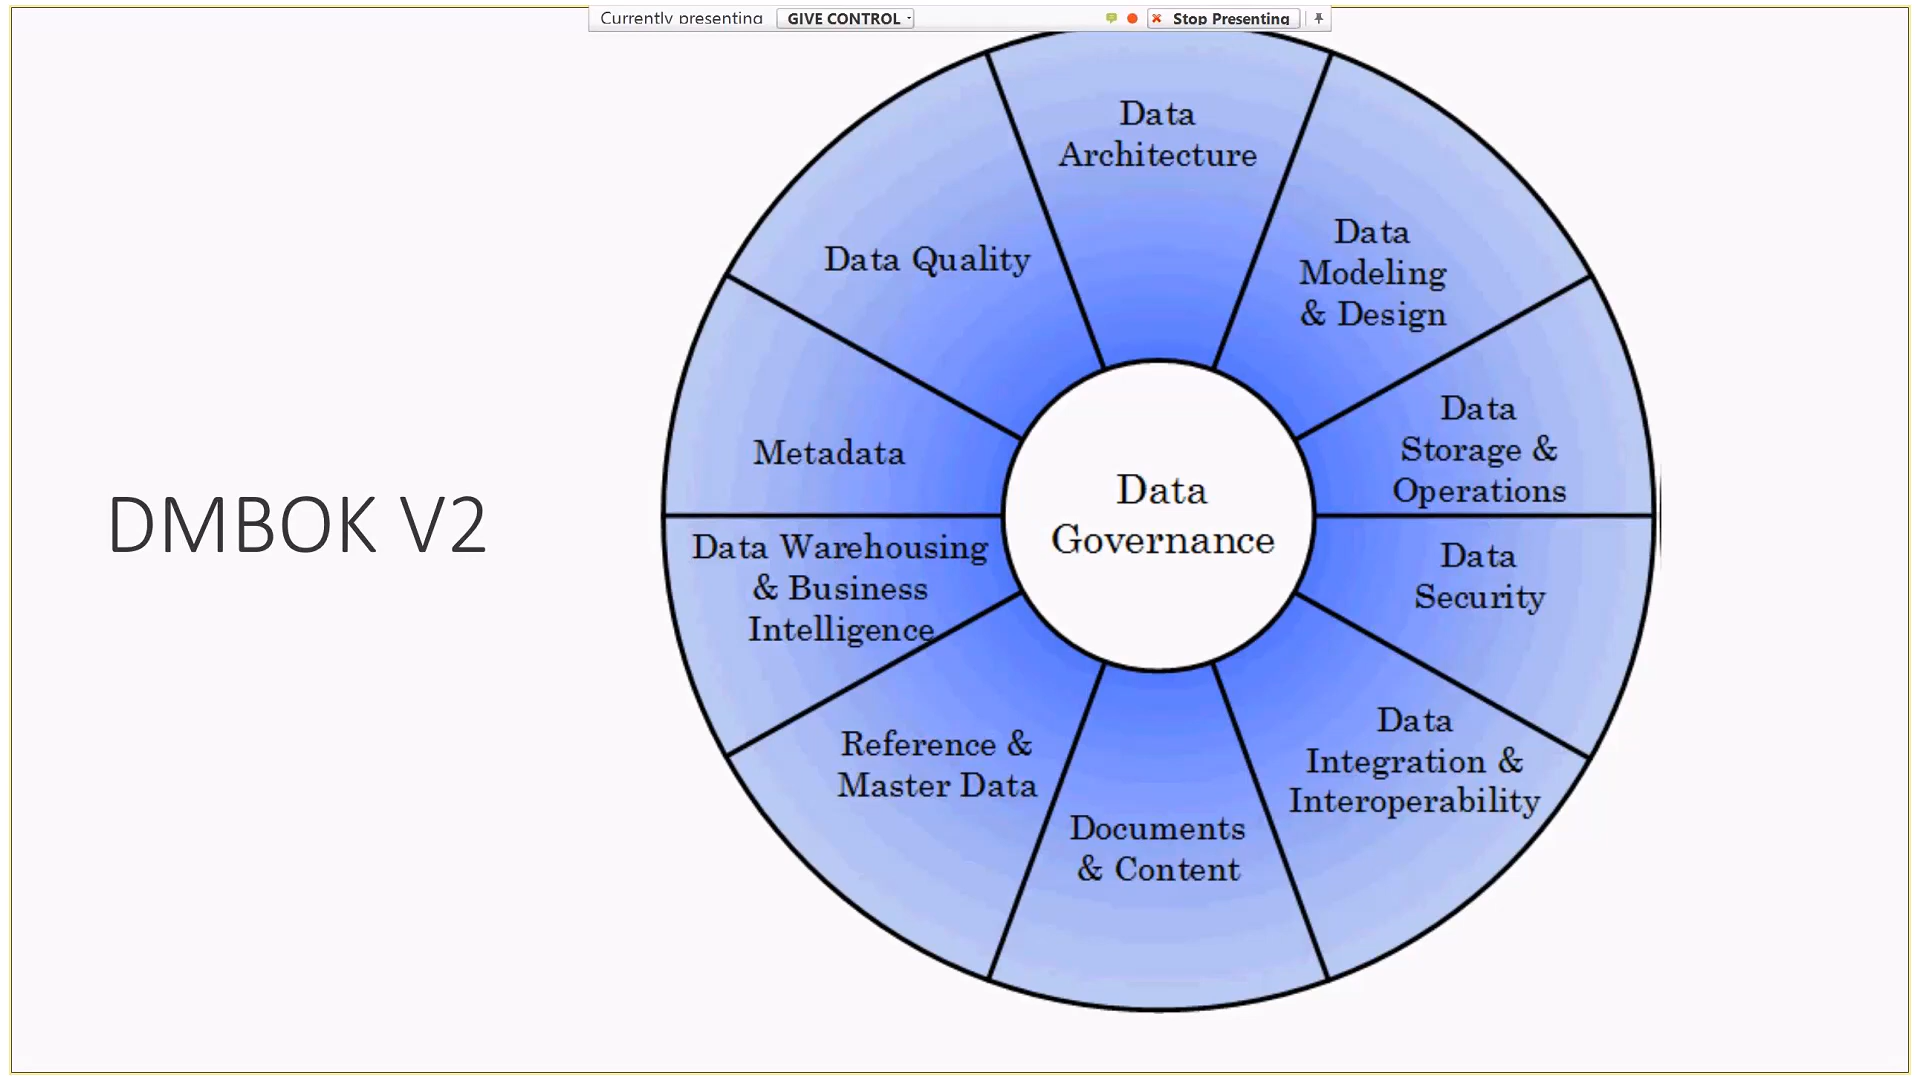 Currently presenting GIVE CONTROL Stop Presenting
Data
Architecture
Data
Modeling
& Design
Data Quality
Data
Storage &
Operations
Metadata
Data
Governance
DMBOK V2
Data Warehousing
& Business
Intelligence
Data
Security
Data
Integration &
Interoperability
Reference &
Master Data
Documents
& Content